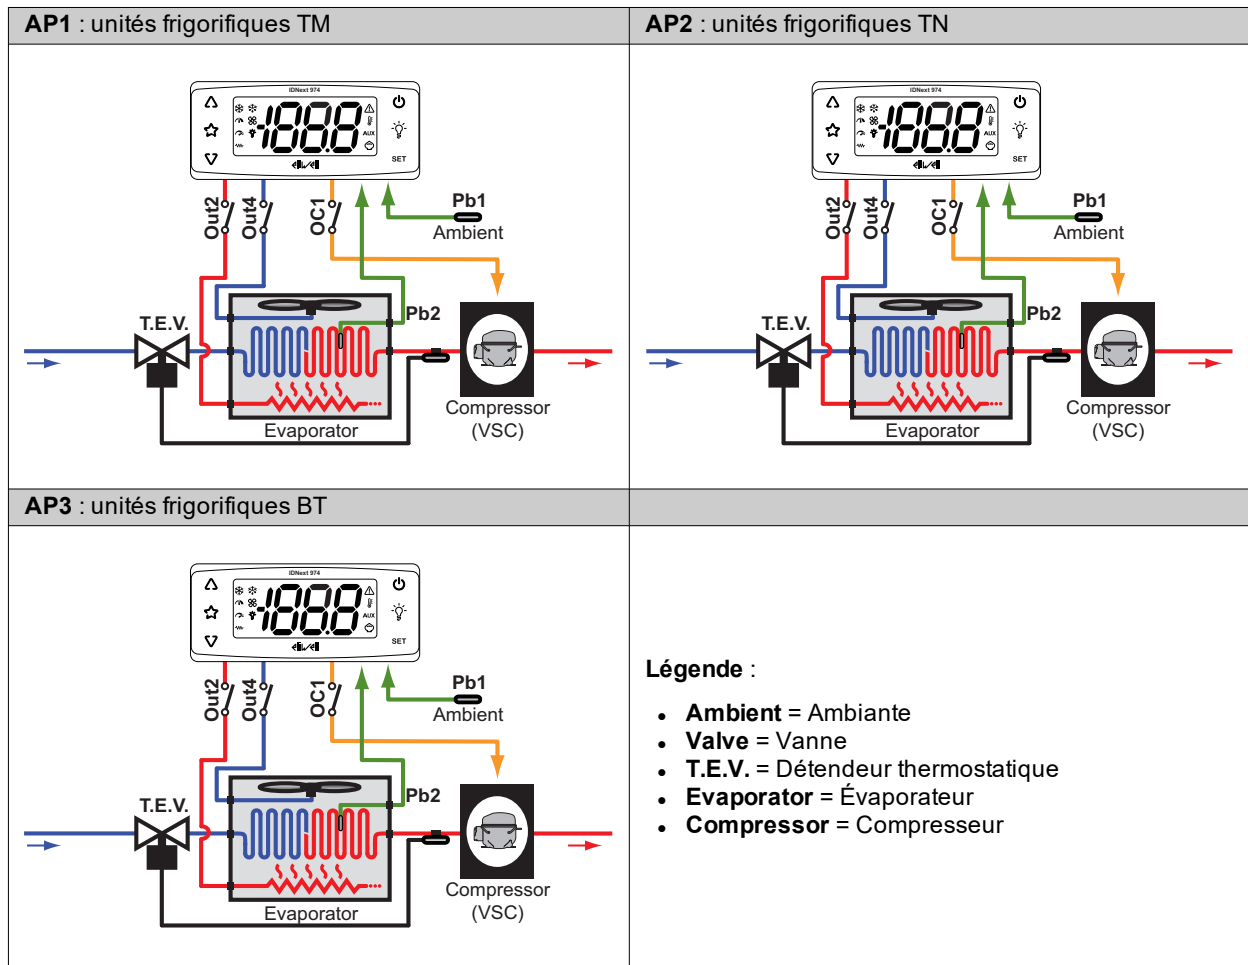 AP1 : unités frigorifiques TM
IDNext 974
188.8
AUX
eliwell
SET
Out2
Out4
OC1
Pb1
Ambient
T.E.V.
Pb2
Evaporator
Compressor
(VSC)
AP2 : unités frigorifiques TN
IDNext 974
188.8
AUX
eliwell
SET
Out2
Out4
OC1
Pb1
Ambient
T.E.V.
Pb2
Evaporator
Compressor
(VSC)
AP3 : unités frigorifiques BT
IDNext 974
188.8
AUX
eliwell
SET
Out2
Out4
OC1
Pb1
Ambient
T.E.V.
Pb2
Evaporator
Compressor
(VSC)
Légende :
• Ambient = Ambiante
• Valve = Vanne
• T.E.V. = Détendeur thermostatique
• Evaporator = Évaporateur
• Compressor = Compresseur